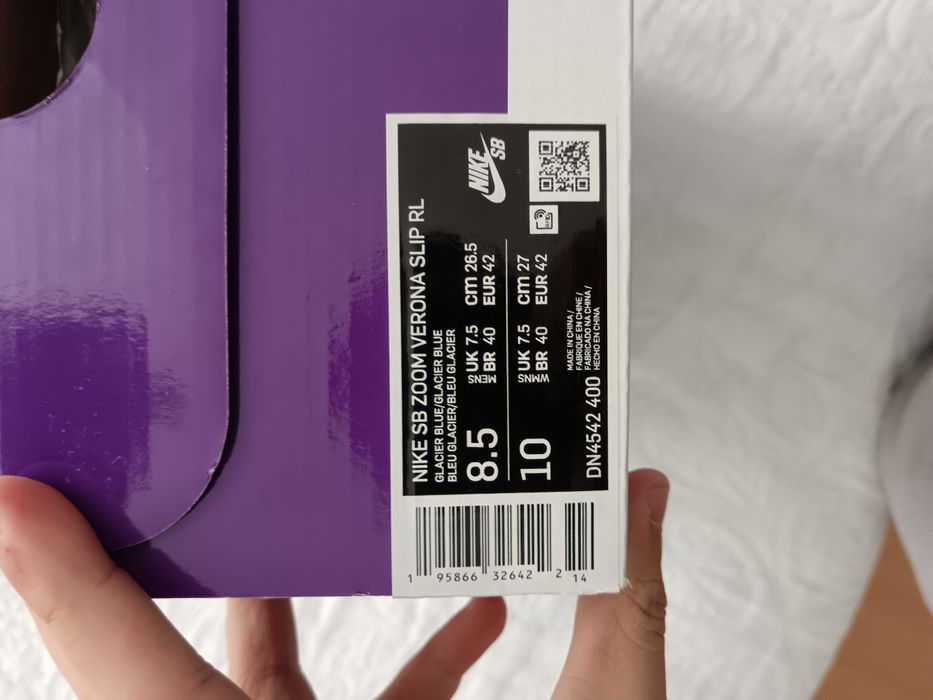 NIKE SB
NIKE SB ZOOM VERONA SLIP RL
GLACIER BLUE/GLACIER BLUE
BLEU GLACIER/BLEU GLACIER
8.5 MENS UK 7.5 cm 26.5
BR 40 EUR 42
10 WMNS UK 7.5 cm 27
BR 40 EUR 42
DN4542 400
MADE IN CHINA /
FABRIQUE EN CHINE /
FABRICADO NA CHINA /
HECHO EN CHINA
1 95866 32642 2 14